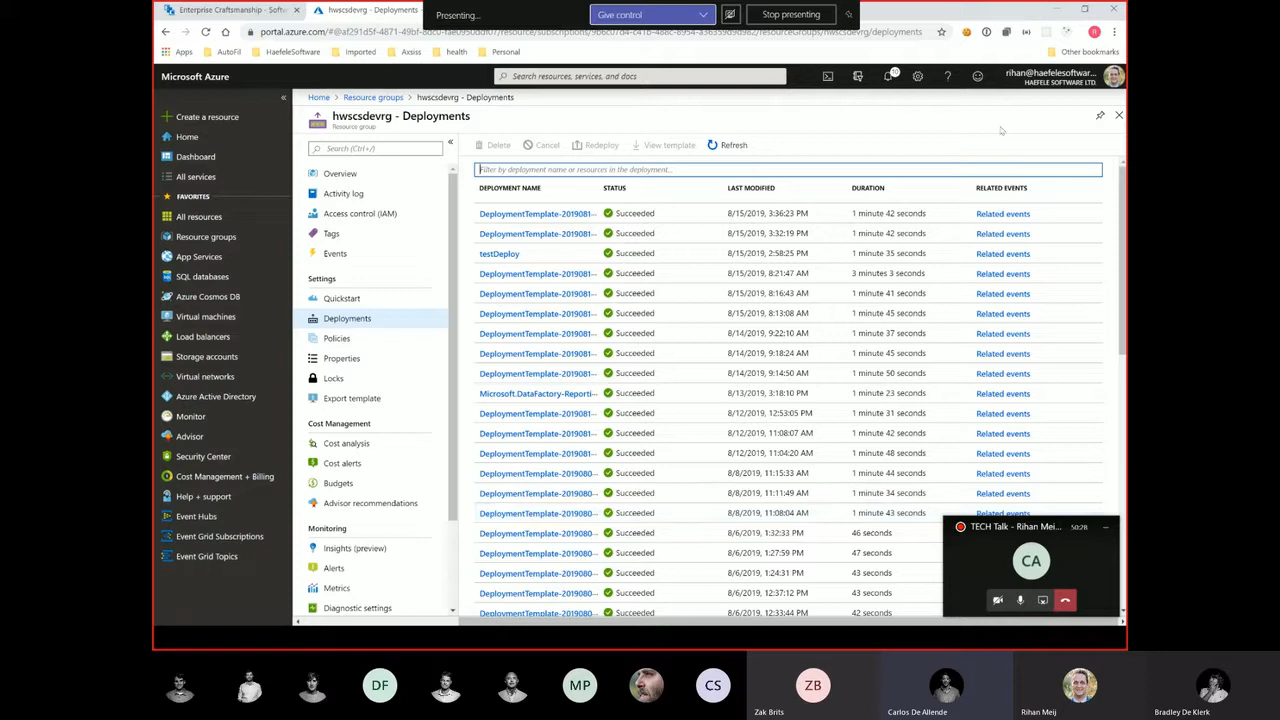 Enterprise Craftsmanship - Softwa
hwscsdevrg - Deployments
Presenting...
Give control
Stop presenting
Apps
AutoFil
HaefeleSoftware
Imported
Axsiss
health
Personal
Other bookmarks
Microsoft Azure
Search resources, services, and docs
rihan@haefelesoftwar...
HAEFELE SOFTWARE LTD.
Create a resource
Home
Dashboard
All services
FAVORITES
All resources
Resource groups
App Services
SQL databases
Azure Cosmos DB
Virtual machines
Load balancers
Storage accounts
Virtual networks
Azure Active Directory
Monitor
Advisor
Security Center
Cost Management + Billing
Help + support
Event Hubs
Event Grid Subscriptions
Event Grid Topics
Home > Resource groups > hwscsdevrg - Deployments
hwscsdevrg - Deployments
Resource group
Search (Ctrl+/)
Overview
Activity log
Access control (IAM)
Tags
Events
Settings
Quickstart
Deployments
Policies
Properties
Locks
Export template
Cost Management
Cost analysis
Cost alerts
Budgets
Advisor recommendations
Monitoring
Insights (preview)
Alerts
Metrics
Diagnostic settings
Delete Cancel Redeploy View template Refresh
Filter by deployment name or resources in the deployment...
DEPLOYMENT NAME STATUS LAST MODIFIED DURATION RELATED EVENTS
DeploymentTemplate-2019081··· Succeeded 8/15/2019, 3:36:23 PM 1 minute 42 seconds Related events
DeploymentTemplate-2019081··· Succeeded 8/15/2019, 3:32:19 PM 1 minute 42 seconds Related events
testDeploy Succeeded 8/15/2019, 2:58:25 PM 1 minute 35 seconds Related events
DeploymentTemplate-2019081··· Succeeded 8/15/2019, 8:21:47 AM 3 minutes 3 seconds Related events
DeploymentTemplate-2019081··· Succeeded 8/15/2019, 8:16:43 AM 1 minute 41 seconds Related events
DeploymentTemplate-2019081··· Succeeded 8/15/2019, 8:13:08 AM 1 minute 45 seconds Related events
DeploymentTemplate-2019081··· Succeeded 8/14/2019, 9:22:10 AM 1 minute 37 seconds Related events
DeploymentTemplate-2019081··· Succeeded 8/14/2019, 9:18:24 AM 1 minute 45 seconds Related events
DeploymentTemplate-2019081··· Succeeded 8/14/2019, 9:14:50 AM 1 minute 50 seconds Related events
Microsoft.DataFactory-Reporti··· Succeeded 8/13/2019, 3:18:10 PM 1 minute 23 seconds Related events
DeploymentTemplate-2019081··· Succeeded 8/12/2019, 12:53:05 PM 1 minute 31 seconds Related events
DeploymentTemplate-2019081··· Succeeded 8/12/2019, 11:08:07 AM 1 minute 42 seconds Related events
DeploymentTemplate-2019081··· Succeeded 8/12/2019, 11:04:20 AM 1 minute 48 seconds Related events
DeploymentTemplate-201908０··· Succeeded 8/8/2019, 11:15:33 AM 1 minute 44 seconds Related events
DeploymentTemplate-201908０··· Succeeded 8/8/2019, 11:11:49 AM 1 minute 34 seconds Related events
DeploymentTemplate-201908０··· Succeeded 8/8/2019, 11:08:04 AM 1 minute 43 seconds Related events
DeploymentTemplate-201908０··· Succeeded 8/6/2019, 1:32:33 PM 46 seconds
DeploymentTemplate-201908０··· Succeeded 8/6/2019, 1:27:59 PM 47 seconds
DeploymentTemplate-201908０··· Succeeded 8/6/2019, 1:24:31 PM 43 seconds
DeploymentTemplate-201908０··· Succeeded 8/6/2019, 12:37:12 PM 43 seconds
DeploymentTemplate-201908０··· Succeeded 8/6/2019, 12:33:44 PM 42 seconds
TECH Talk - Rihan Meij... 50:28
CA
DF
MP
CS
ZB
Zak Brits
Carlos De Allende
Rihan Meij
Bradley De Klerk